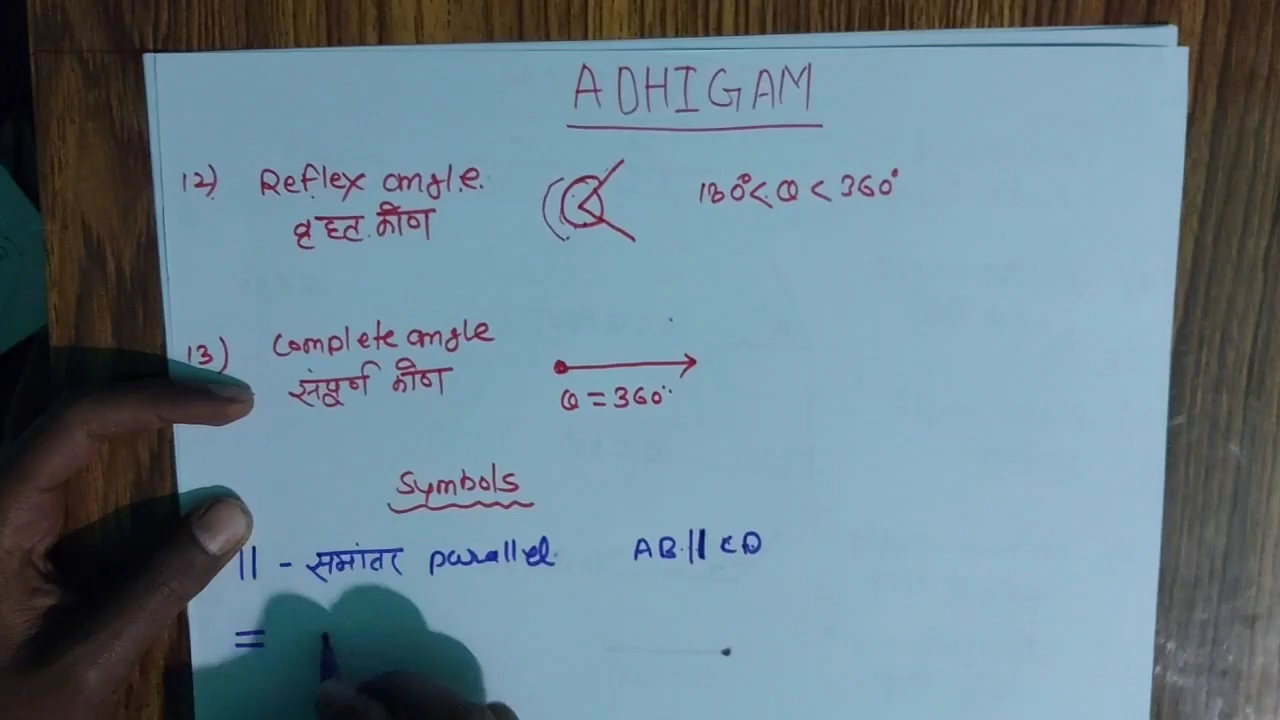 ADHIGAM
12) Reflex angle. 180° < θ < 360°
वृहत कोण
13) Complete angle
संपूर्ण कोण
θ = 360°
Symbols
|| - समांतर parallel. AB || CD
=